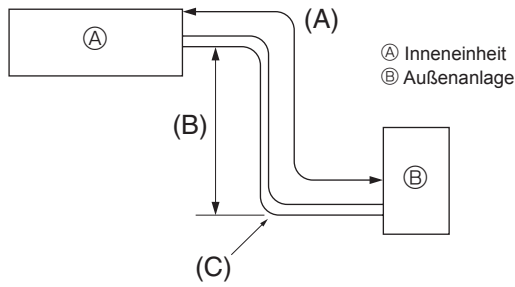 (A)
Ⓐ
Ⓐ Inneneinheit
Ⓑ Außenanlage
(B)
Ⓑ
(C)